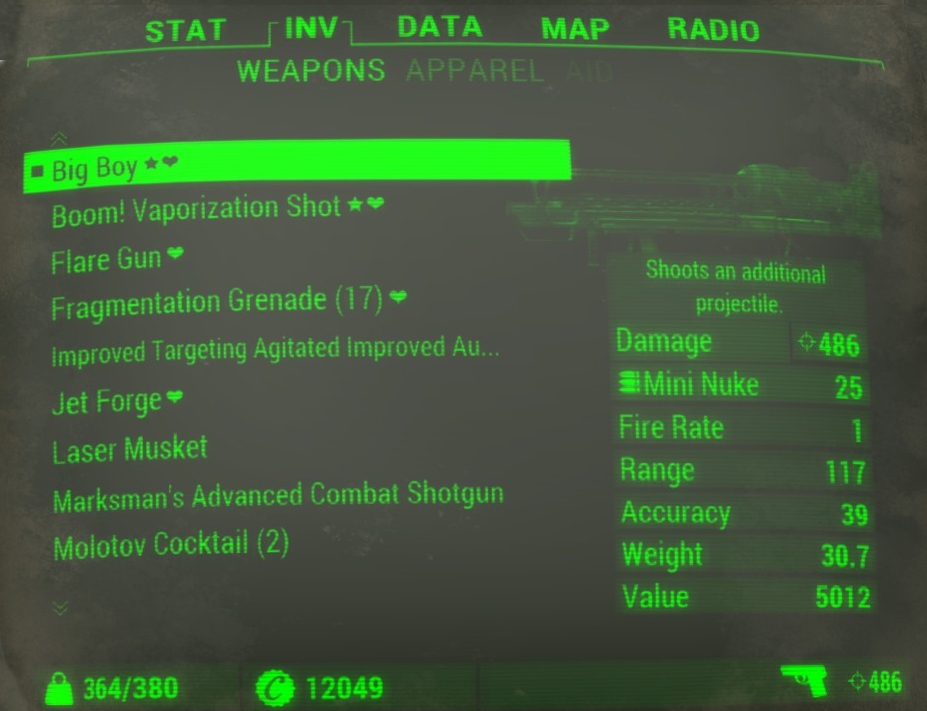 STAT INV DATA MAP RADIO
WEAPONS APPAREL AID
Big Boy
Boom! Vaporization Shot
Flare Gun
Fragmentation Grenade (17)
Improved Targeting Agitated Improved Au...
Jet Forge
Laser Musket
Marksman's Advanced Combat Shotgun
Molotov Cocktail (2)
Shoots an additional
projectile.
Damage 486
Mini Nuke 25
Fire Rate 1
Range 117
Accuracy 39
Weight 30.7
Value 5012
364/380 12049 486